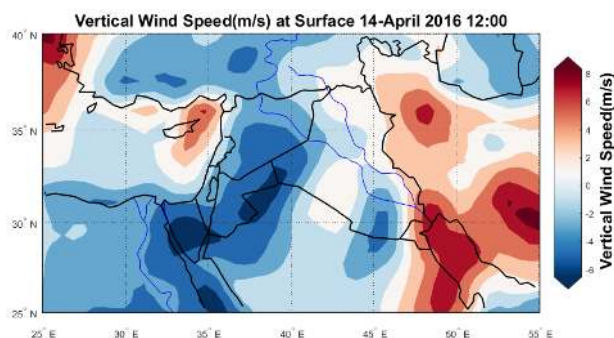 Vertical Wind Speed(m/s) at Surface 14-April 2016 12:00
40° N
35° N
30° N
25° N
25° E 30° E 35° E 40° E 45° E 50° E 55° E
8
6
4
2
0
-2
-4
-6
Vertical Wind Speed(m/s)